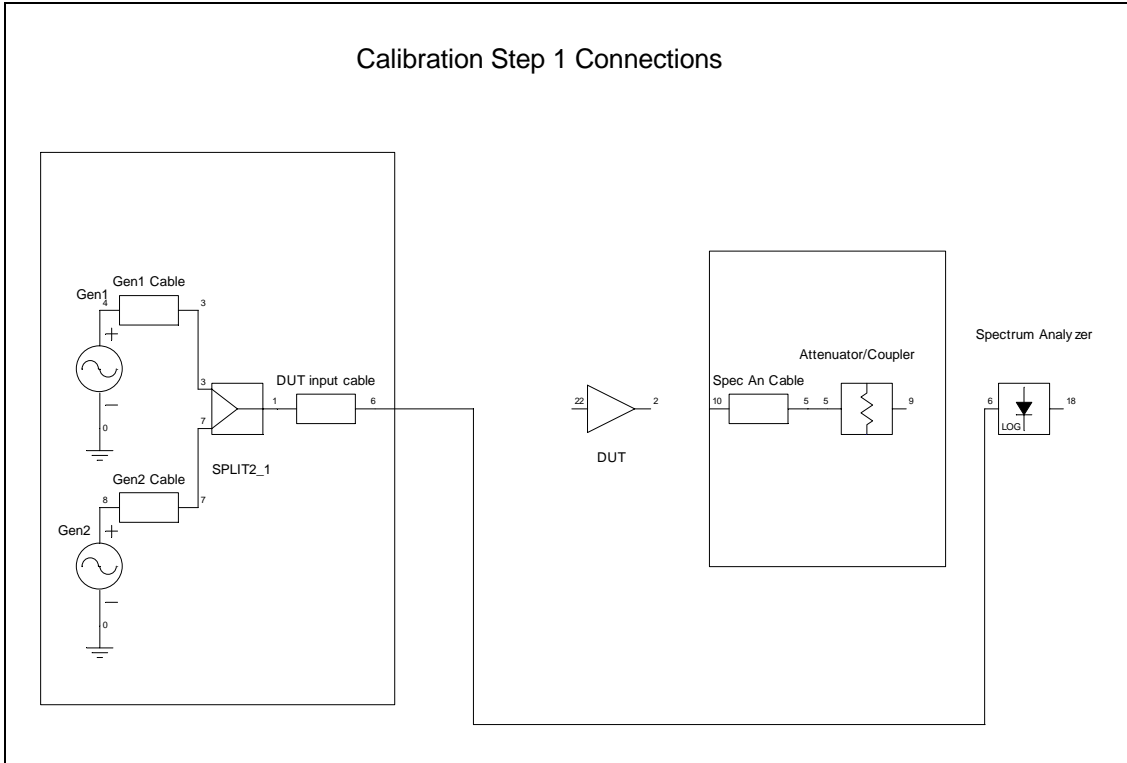 Calibration Step 1 Connections
Gen1 Cable
Gen1
4
3
+
3
7
1
DUT input cable
6
—
0
SPLIT2_1
Gen2 Cable
8
7
Gen2
+
—
0
22
2
DUT
Attenuator/Coupler
Spec An Cable
10
5
5
9
Spectrum Analyzer
6
18
LOG